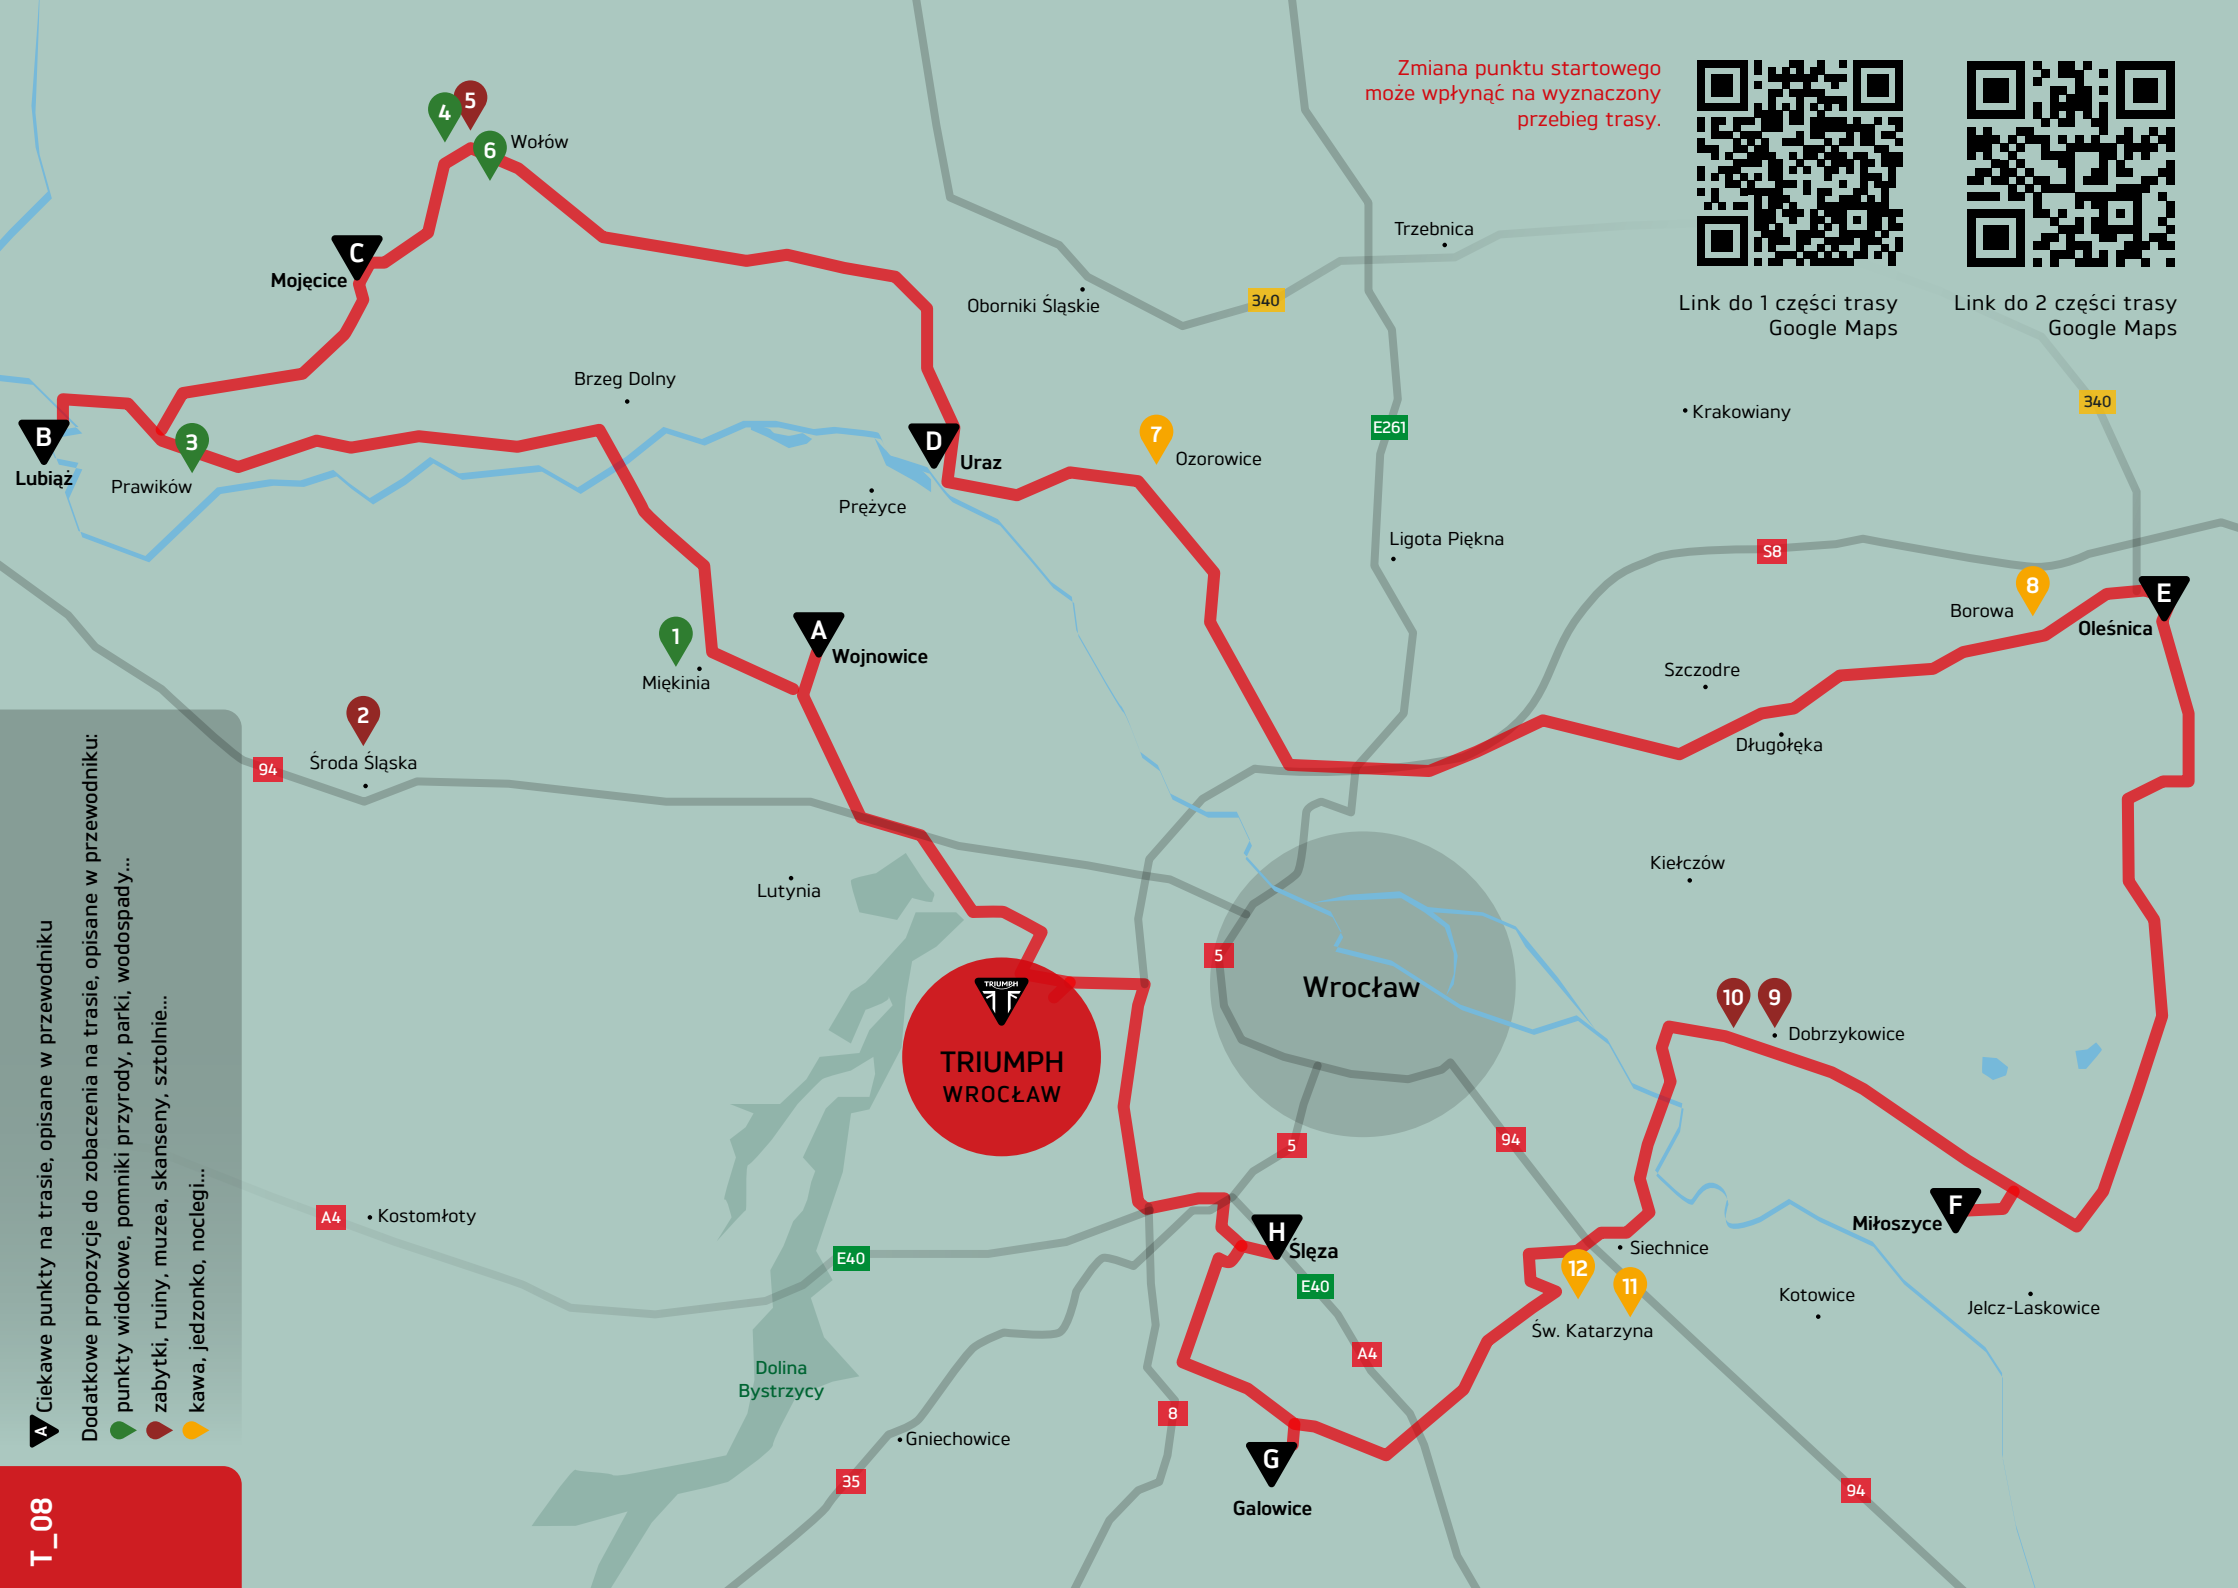 Zmiana punktu startowego
może wpłynąć na wyznaczony
przebieg trasy.
Link do 1 części trasy
Google Maps
Link do 2 części trasy
Google Maps
4
5
6
Wołów
C
Mojęcice
Trzebnica
Oborniki Śląskie
340
340
Brzeg Dolny
Krakowiany
B
Lubiąż
3
Prawików
D
Uraz
7
Ozorowice
E261
Prężyce
Ligota Piękna
S8
8
Borowa
E
Oleśnica
1
Miękinia
A
Wojnowice
Szczodre
Długołęka
2
Środa Śląska
94
Lutynia
Kiełczów
5
Wrocław
TRIUMPH
TRIUMPH
WROCŁAW
10
9
Dobrzykowice
5
94
F
Miłoszyce
A4
Kostomłoty
E40
H
Ślęza
E40
Siechnice
12
11
Św. Katarzyna
Kotowice
Jelcz-Laskowice
A4
Dolina
Bystrzycy
8
Gniechowice
35
G
Galowice
94
A
Ciekawe punkty na trasie, opisane w przewodniku
Dodatkowe propozycje do zobaczenia na trasie, opisane w przewodniku:
punkty widokowe, pomniki przyrody, parki, wodospady...
zabytki, ruiny, muzea, skanseny, sztolnie...
kawa, jedzonko, noclegi...
T_08